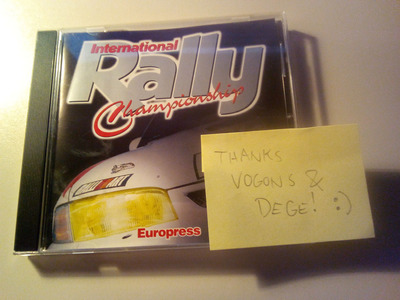 International
Rally
Championship
Europress
THANKS
VOGONS &
DEGE! :)